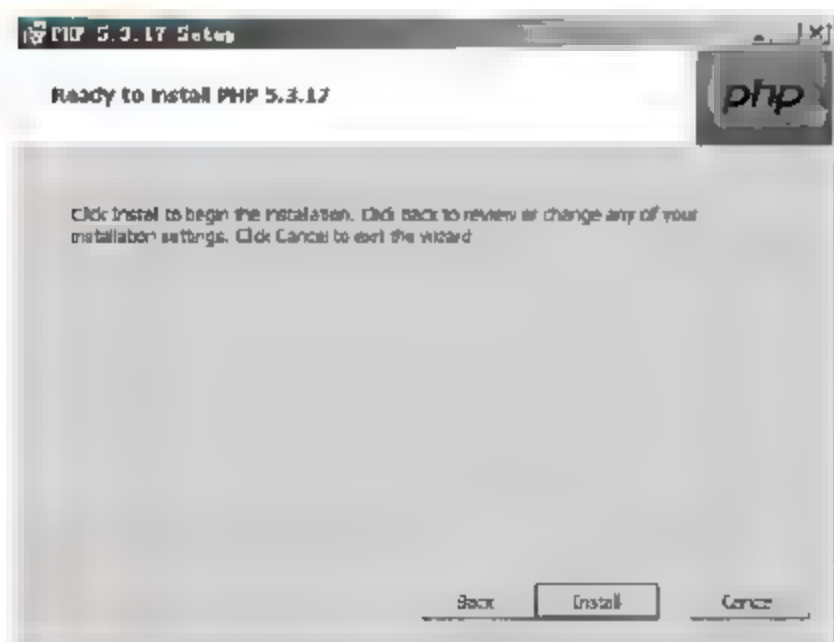 PHP 5.3.17 Setup
Ready to install PHP 5.3.17
php
Click Install to begin the installation. Click Back to review or change any of your
installation settings. Click Cancel to exit the wizard
Back Install Cancel